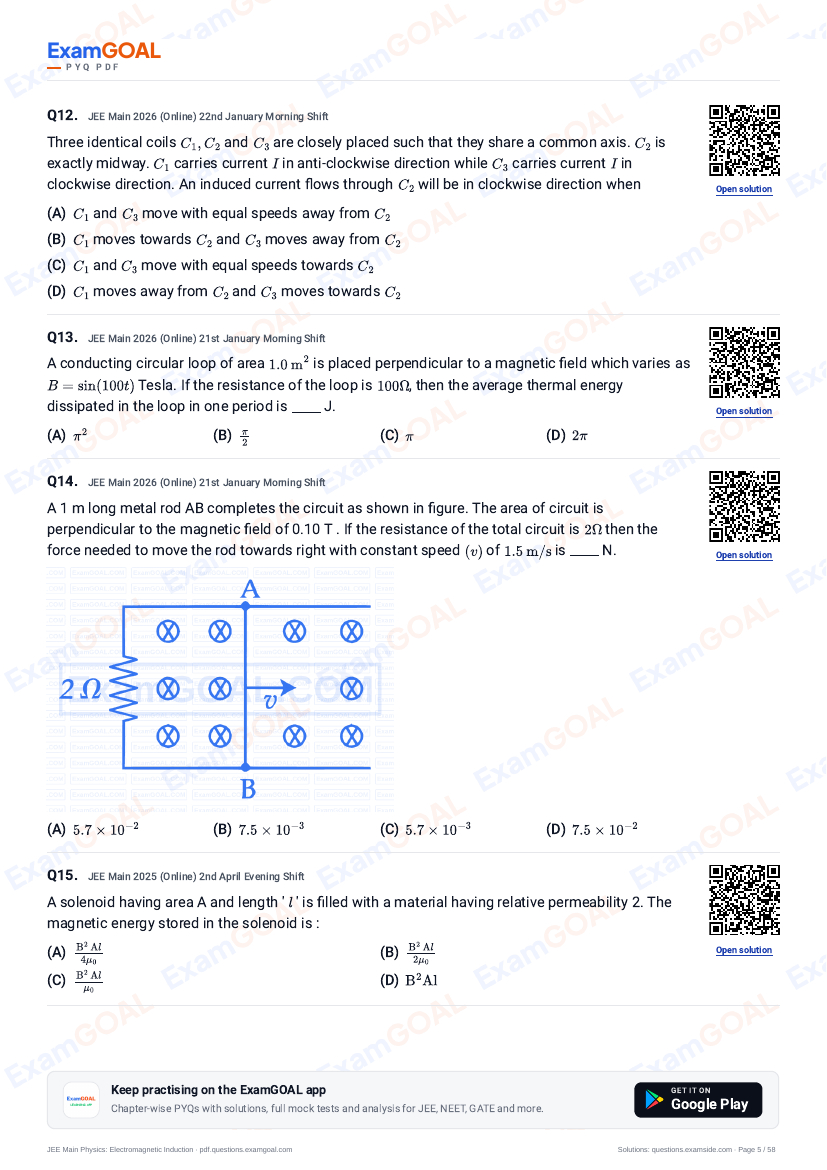 ExamGOAL
PYQ PDF
Q12. JEE Main 2026 (Online) 22nd January Morning Shift
Three identical coils C₁, C₂ and C₃ are closely placed such that they share a common axis. C₂ is
exactly midway. C₁ carries current I in anti-clockwise direction while C₃ carries current I in
clockwise direction. An induced current flows through C₂ will be in clockwise direction when
(A) C₁ and C₃ move with equal speeds away from C₂
(B) C₁ moves towards C₂ and C₃ moves away from C₂
(C) C₁ and C₃ move with equal speeds towards C₂
(D) C₁ moves away from C₂ and C₃ moves towards C₂
Open solution
Q13. JEE Main 2026 (Online) 21st January Morning Shift
A conducting circular loop of area 1.0 m² is placed perpendicular to a magnetic field which varies as
B = sin(100t) Tesla. If the resistance of the loop is 100Ω, then the average thermal energy
dissipated in the loop in one period is ____ J.
(A) π² (B) π/2 (C) π (D) 2π
Open solution
Q14. JEE Main 2026 (Online) 21st January Morning Shift
A 1 m long metal rod AB completes the circuit as shown in figure. The area of circuit is
perpendicular to the magnetic field of 0.10 T . If the resistance of the total circuit is 2Ω then the
force needed to move the rod towards right with constant speed (v) of 1.5 m/s is ____ N.
Open solution
A
2 Ω
v
B
ExamGOAL.COM
(A) 5.7 × 10⁻² (B) 7.5 × 10⁻³ (C) 5.7 × 10⁻³ (D) 7.5 × 10⁻²
Q15. JEE Main 2025 (Online) 2nd April Evening Shift
A solenoid having area A and length ' l ' is filled with a material having relative permeability 2. The
magnetic energy stored in the solenoid is :
(A) B² Al/4μ₀ (B) B² Al/2μ₀
(C) B² Al/μ₀ (D) B²Al
Open solution
Keep practising on the ExamGOAL app
Chapter-wise PYQs with solutions, full mock tests and analysis for JEE, NEET, GATE and more.
GET IT ON
Google Play
JEE Main Physics: Electromagnetic Induction · pdf.questions.examgoal.com
Solutions: questions.examside.com · Page 5 / 58